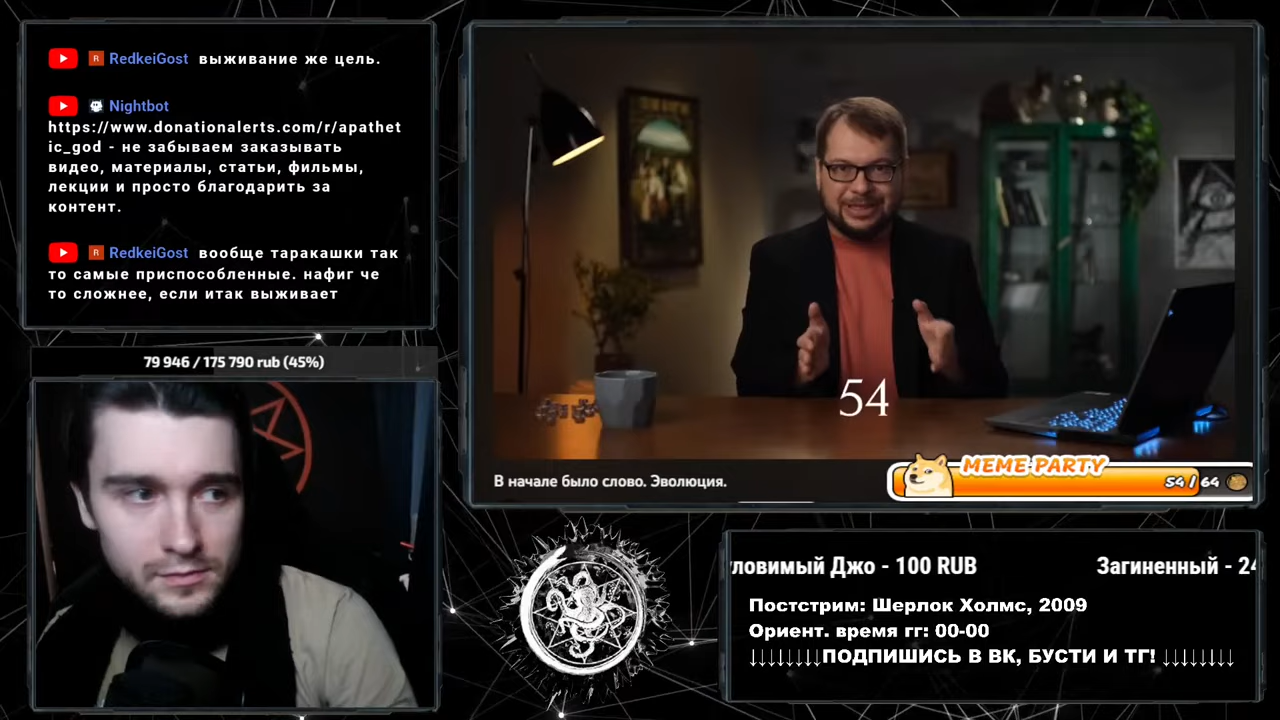 RedkeiGost выживание же цель.
Nightbot
https://www.donationalerts.com/r/apathet
ic_god - не забываем заказывать
видео, материалы, статьи, фильмы,
лекции и просто благодарить за
контент.
RedkeiGost вообще таракашки так
то самые приспособленные. нафиг че
то сложнее, если итак выживает
79 946 / 175 790 rub (45%)
54
В начале было слово. Эволюция.
MEME PARTY
54 / 64
ловимый Джо - 100 RUB
Загиненный - 24
Постстрим: Шерлок Холмс, 2009
Ориент. время гг: 00-00
↓↓↓↓↓↓↓↓ПОДПИШИСЬ В ВК, БУСТИ И ТГ! ↓↓↓↓↓↓↓↓